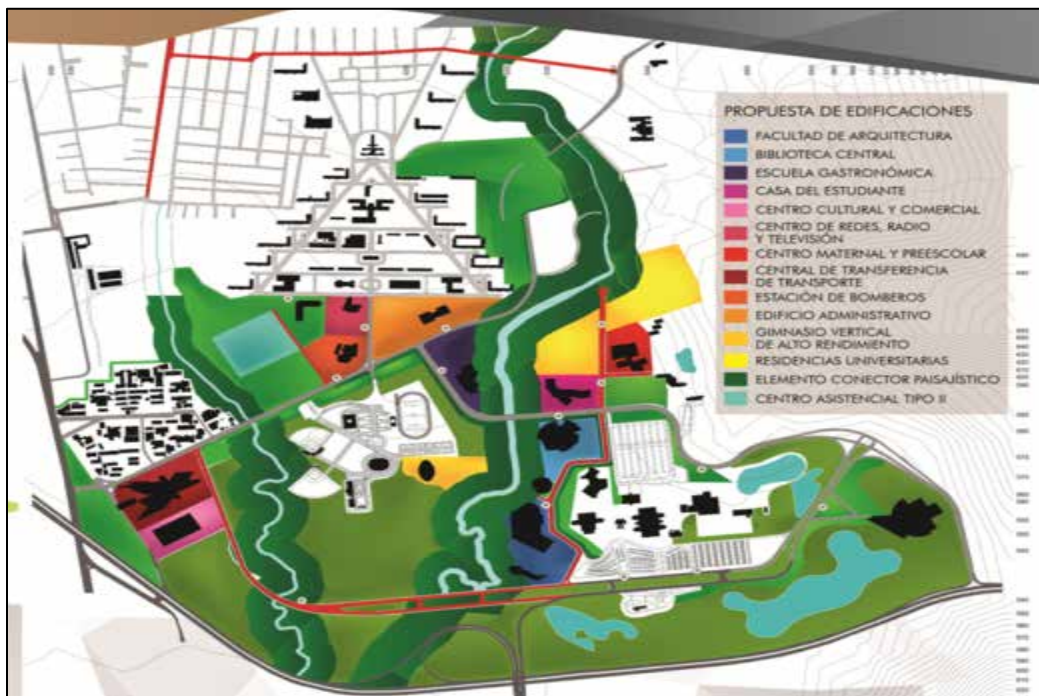 PROPUESTA DE EDIFICACIONES
FACULTAD DE ARQUITECTURA
BIBLIOTECA CENTRAL
ESCUELA GASTRONÓMICA
CASA DEL ESTUDIANTE
CENTRO CULTURAL Y COMERCIAL
CENTRO DE REDES, RADIO
Y TELEVISIÓN
CENTRO MATERNAL Y PREESCOLAR
CENTRAL DE TRANSFERENCIA
DE TRANSPORTE
ESTACIÓN DE BOMBEROS
EDIFICIO ADMINISTRATIVO
GIMNASIO VERTICAL
DE ALTO RENDIMIENTO
RESIDENCIAS UNIVERSITARIAS
ELEMENTO CONECTOR PAISAJÍSTICO
CENTRO ASISTENCIAL TIPO II